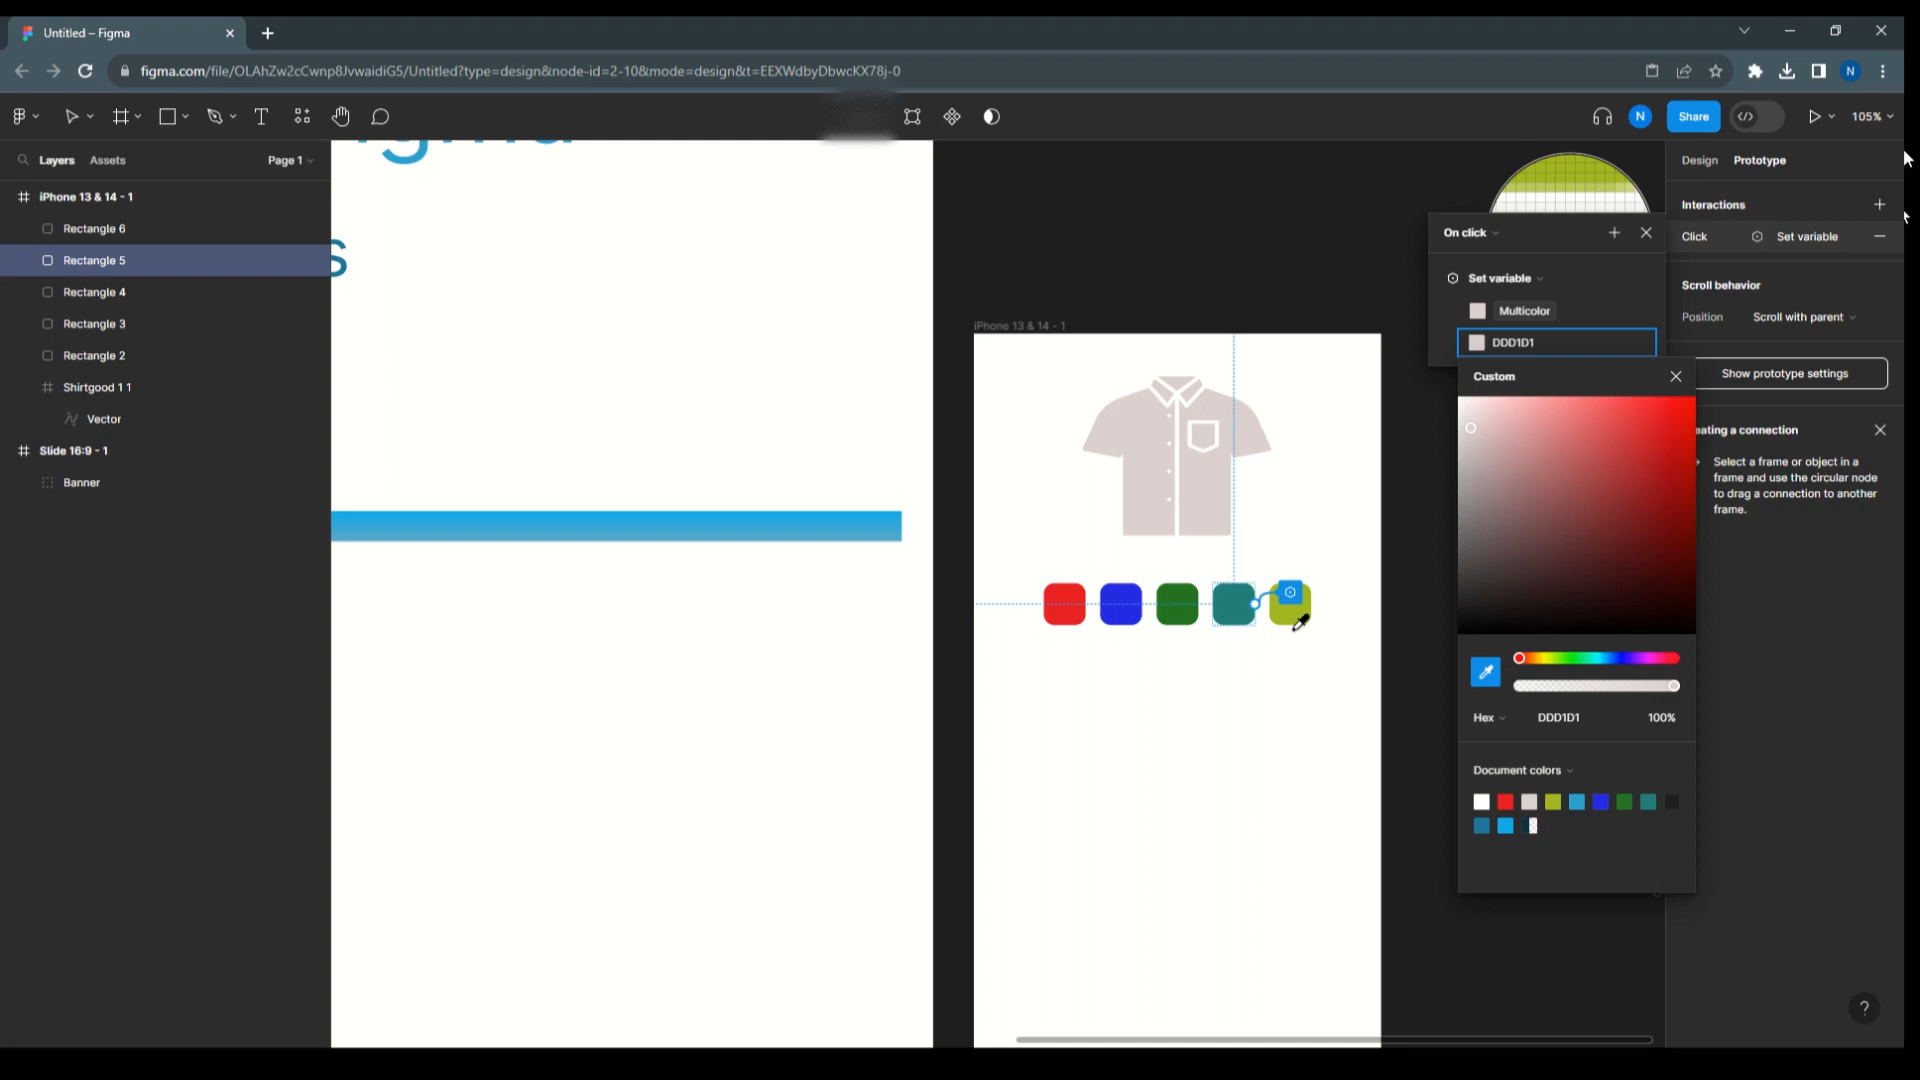 Untitled – Figma
figma.com/file/OLAhZw2cCwnp8JvwaidiG5/Untitled?type=design&node-id=2-10&mode=design&t=EEXWdbyDbwcKX78j-0
N
T
N
Share
105%
Layers
Assets
Page 1
Design
Prototype
iPhone 13 & 14 - 1
Rectangle 6
Rectangle 5
Rectangle 4
Rectangle 3
Rectangle 2
Shirtgood 1 1
Vector
Slide 16:9 - 1
Banner
s
iPhone 13 & 14 - 1
On click
Set variable
Multicolor
DDD1D1
Custom
Hex
DDD1D1
100%
Document colors
Interactions
Click
Set variable
Scroll behavior
Position
Scroll with parent
Show prototype settings
eating a connection
Select a frame or object in a
frame and use the circular node
to drag a connection to another
frame.
?